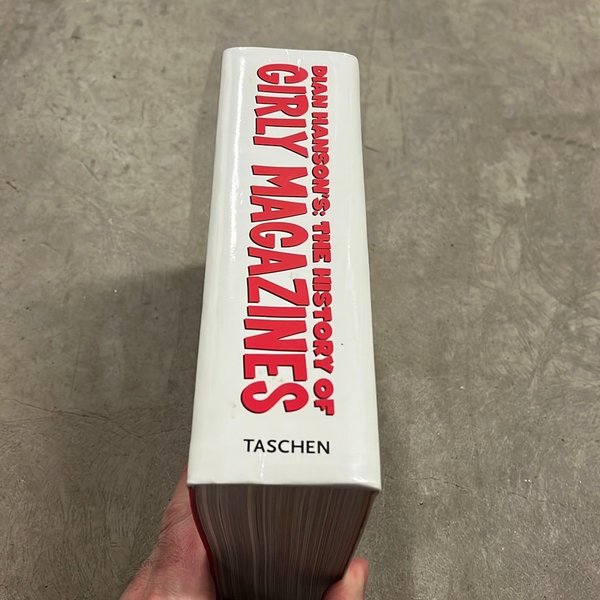 DIAN HANSON'S: THE HISTORY OF
GIRLY MAGAZINES
TASCHEN